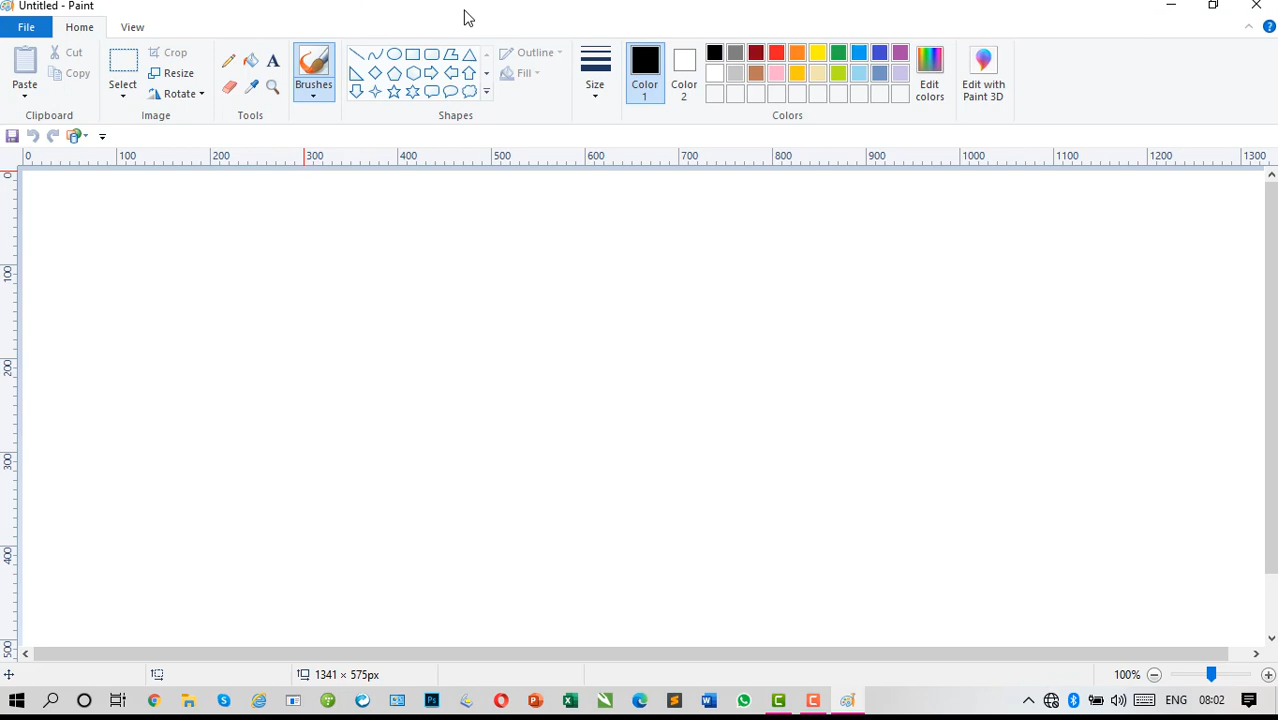 Untitled - Paint
File Home View
Paste Cut Copy Clipboard
Select Crop Resize Rotate Image
A Tools
Brushes
Shapes Outline Fill
Size
Color 1 Color 2 Edit colors Colors
Edit with Paint 3D
0 100 200 300 400 500 600 700 800 900 1000 1100 1200 1300
0
100
200
300
400
500
1341 × 575px 100%
ENG 08:02